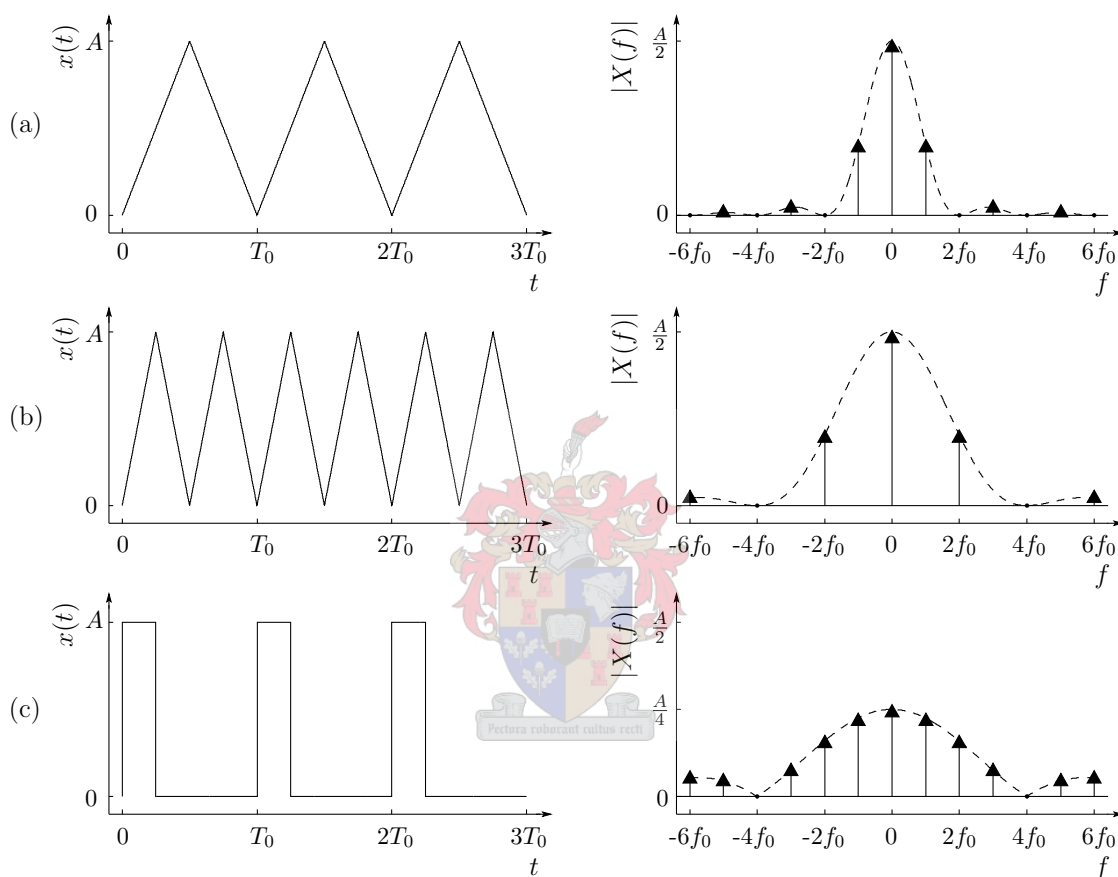 (a)
x(t)
A
0
0 T₀ 2T₀ 3T₀
t
|X(f)|
A/2
0
-6f₀ -4f₀ -2f₀ 0 2f₀ 4f₀ 6f₀
f
(b)
x(t)
A
0
0 T₀ 2T₀ 3T₀
t
|X(f)|
A/2
0
-6f₀ -4f₀ -2f₀ 0 2f₀ 4f₀ 6f₀
f
(c)
x(t)
A
0
0 T₀ 2T₀ 3T₀
t
|X(f)|
A/2
A/4
0
-6f₀ -4f₀ -2f₀ 0 2f₀ 4f₀ 6f₀
f
Pectora roborant cultus recti